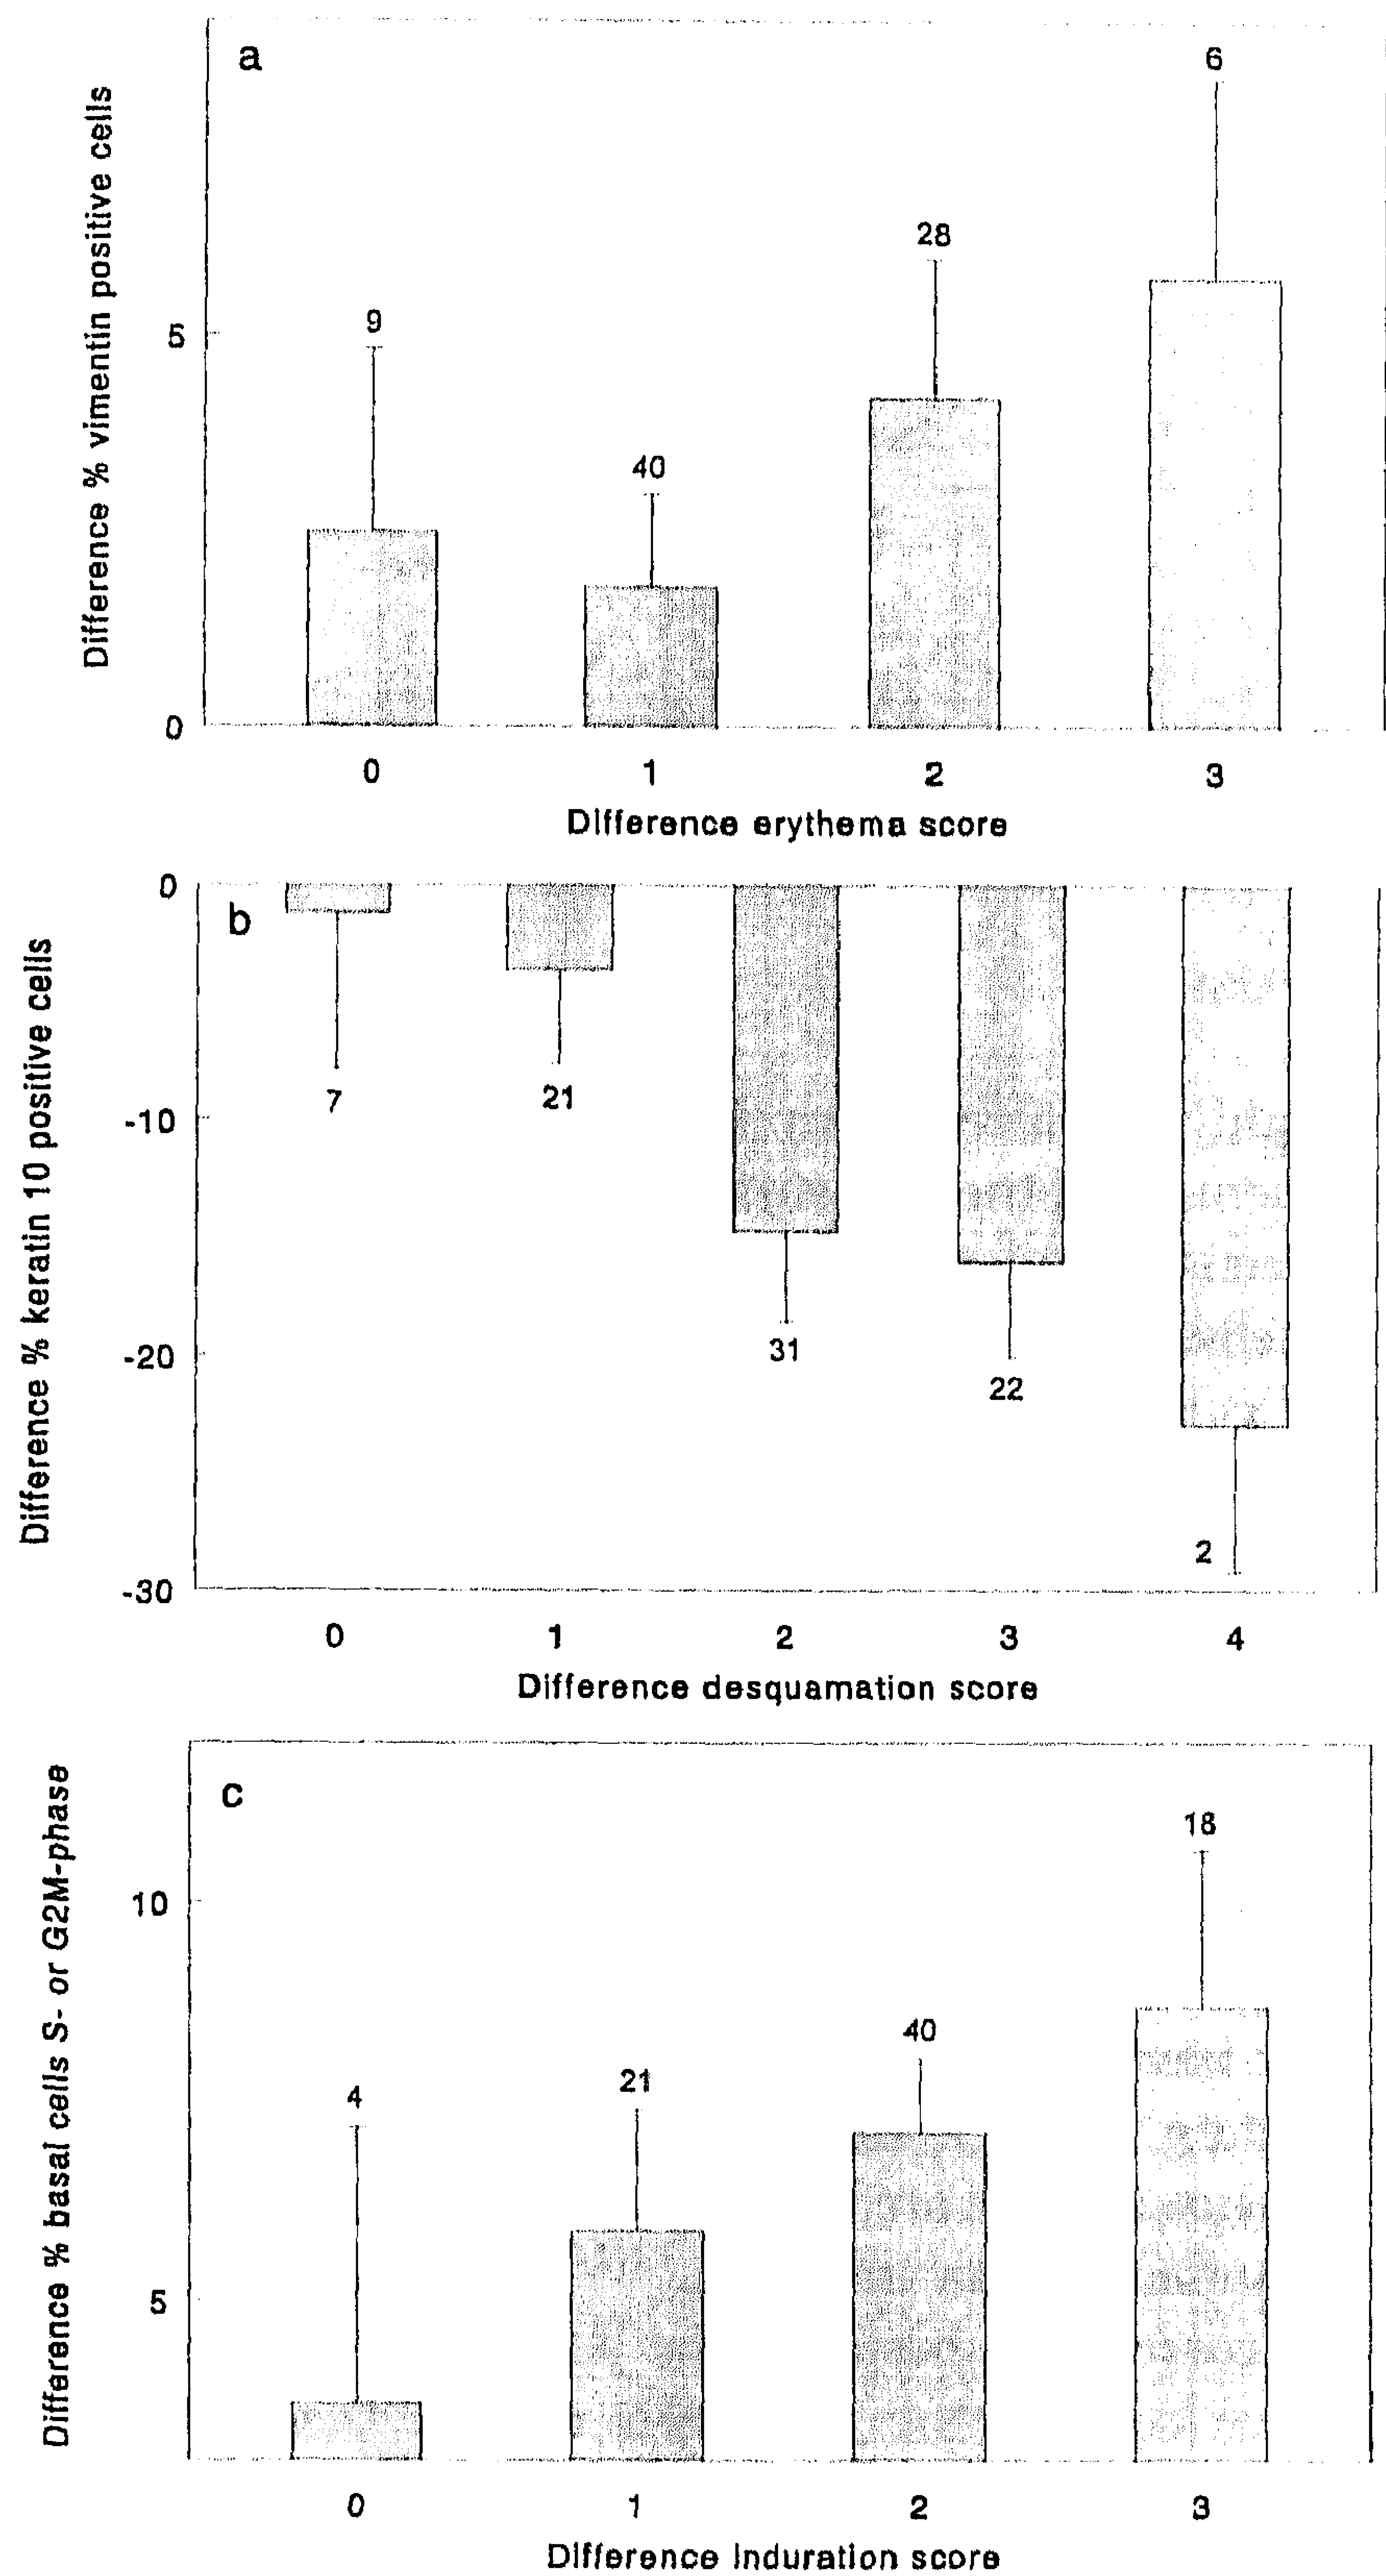 a
6
28
9
5
40
Difference % vimentin positive cells
0
0 1 2 3
Difference erythema score
0
b
Difference % keratin 10 positive cells
7 21
-10
31
-20
22
2
-30
0 1 2 3 4
Difference desquamation score
c
18
10
Difference % basal cells S- or G2M-phase
40
21
4
5
0 1 2 3
Difference induration score